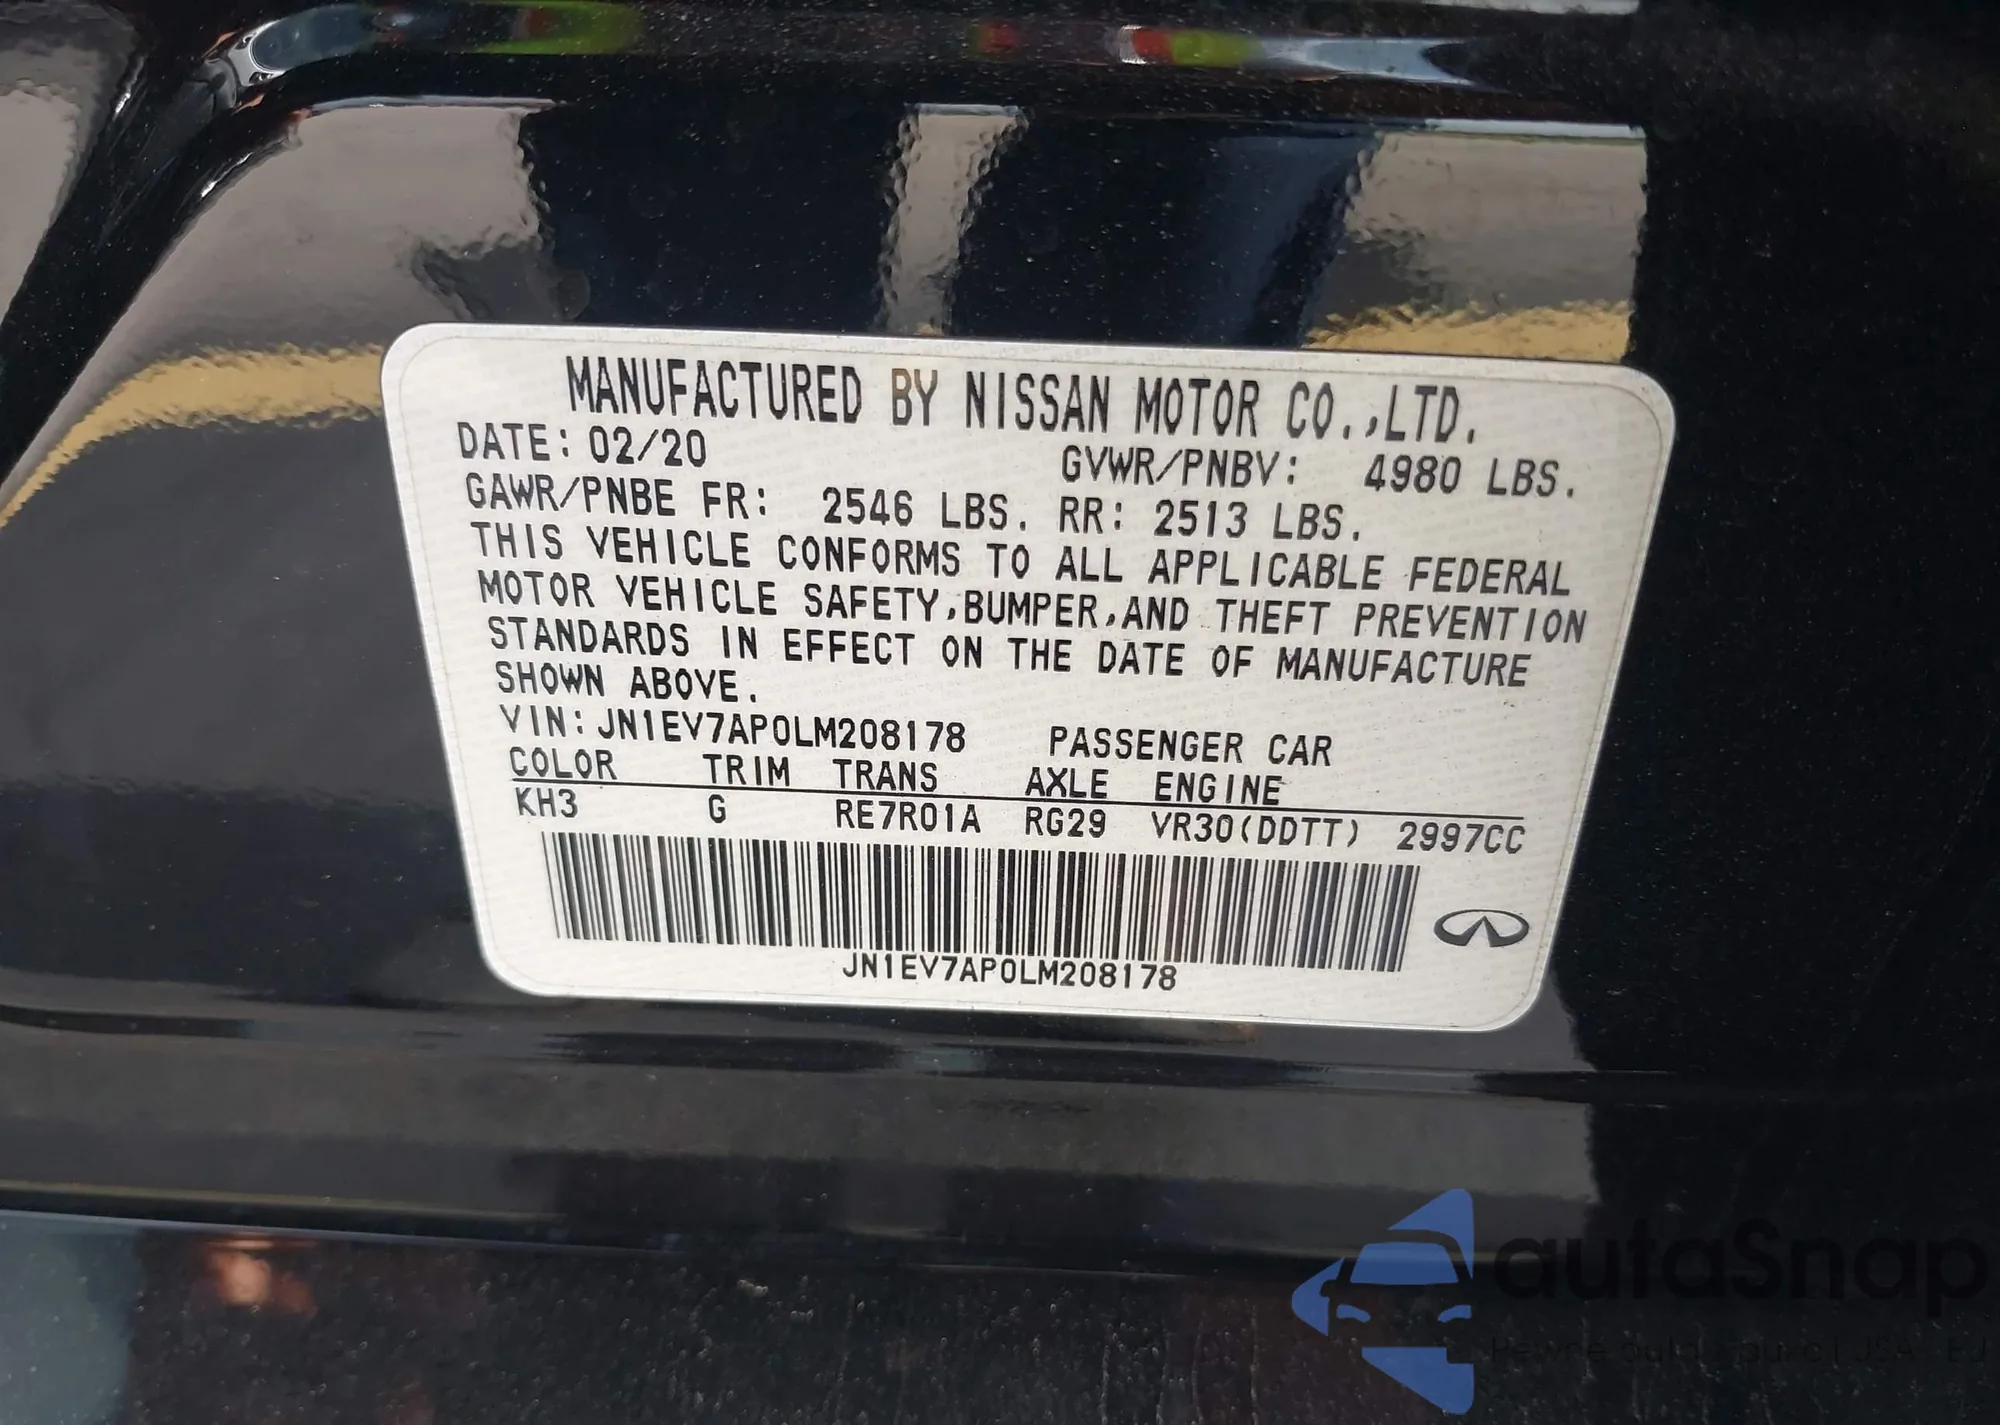 MANUFACTURED BY NISSAN MOTOR CO.,LTD.
DATE: 02/20 GVWR/PNBV: 4980 LBS.
GAWR/PNBE FR: 2546 LBS. RR: 2513 LBS.
THIS VEHICLE CONFORMS TO ALL APPLICABLE FEDERAL
MOTOR VEHICLE SAFETY,BUMPER,AND THEFT PREVENTION
STANDARDS IN EFFECT ON THE DATE OF MANUFACTURE
SHOWN ABOVE.
VIN: JN1EV7AP0LM208178 PASSENGER CAR
COLOR TRIM TRANS AXLE ENGINE
KH3 G RE7R01A RG29 VR30(DDTT) 2997CC
JN1EV7AP0LM208178
autaSnap